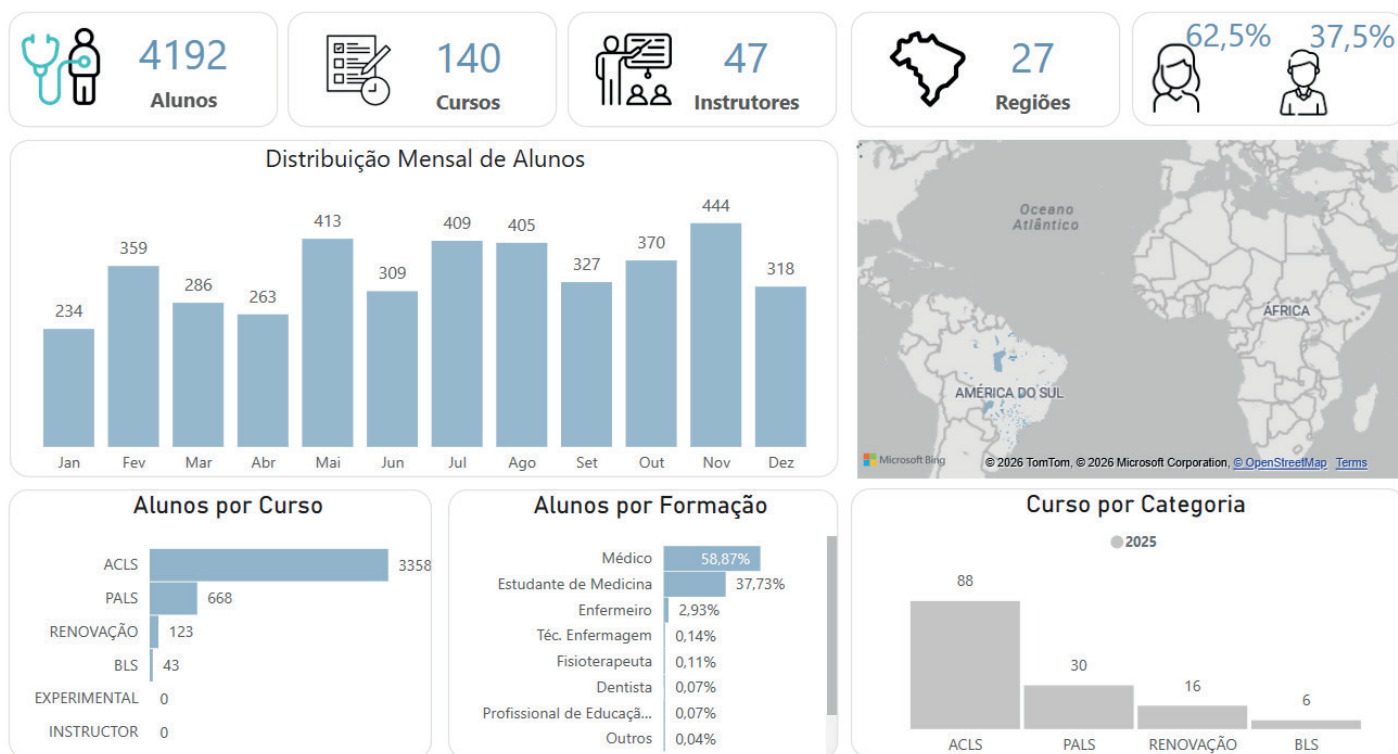 4192
Alunos
140
Cursos
47
Instrutores
27
Regiões
62,5% 37,5%
Distribuição Mensal de Alunos
234 359 286 263 413 309 409 405 327 370 444 318
Jan Fev Mar Abr Mai Jun Jul Ago Set Out Nov Dez
Oceano
Atlântico
ÁFRICA
AMÉRICA DO SUL
Microsoft Bing
© 2026 TomTom, © 2026 Microsoft Corporation, © OpenStreetMap Terms
Alunos por Curso
ACLS 3358
PALS 668
RENOVAÇÃO 123
BLS 43
EXPERIMENTAL 0
INSTRUCTOR 0
Alunos por Formação
Médico 58,87%
Estudante de Medicina 37,73%
Enfermeiro 2,93%
Téc. Enfermagem 0,14%
Fisioterapeuta 0,11%
Dentista 0,07%
Profissional de Educaçã... 0,07%
Outros 0,04%
Curso por Categoria
2025
88 30 16 6
ACLS PALS RENOVAÇÃO BLS